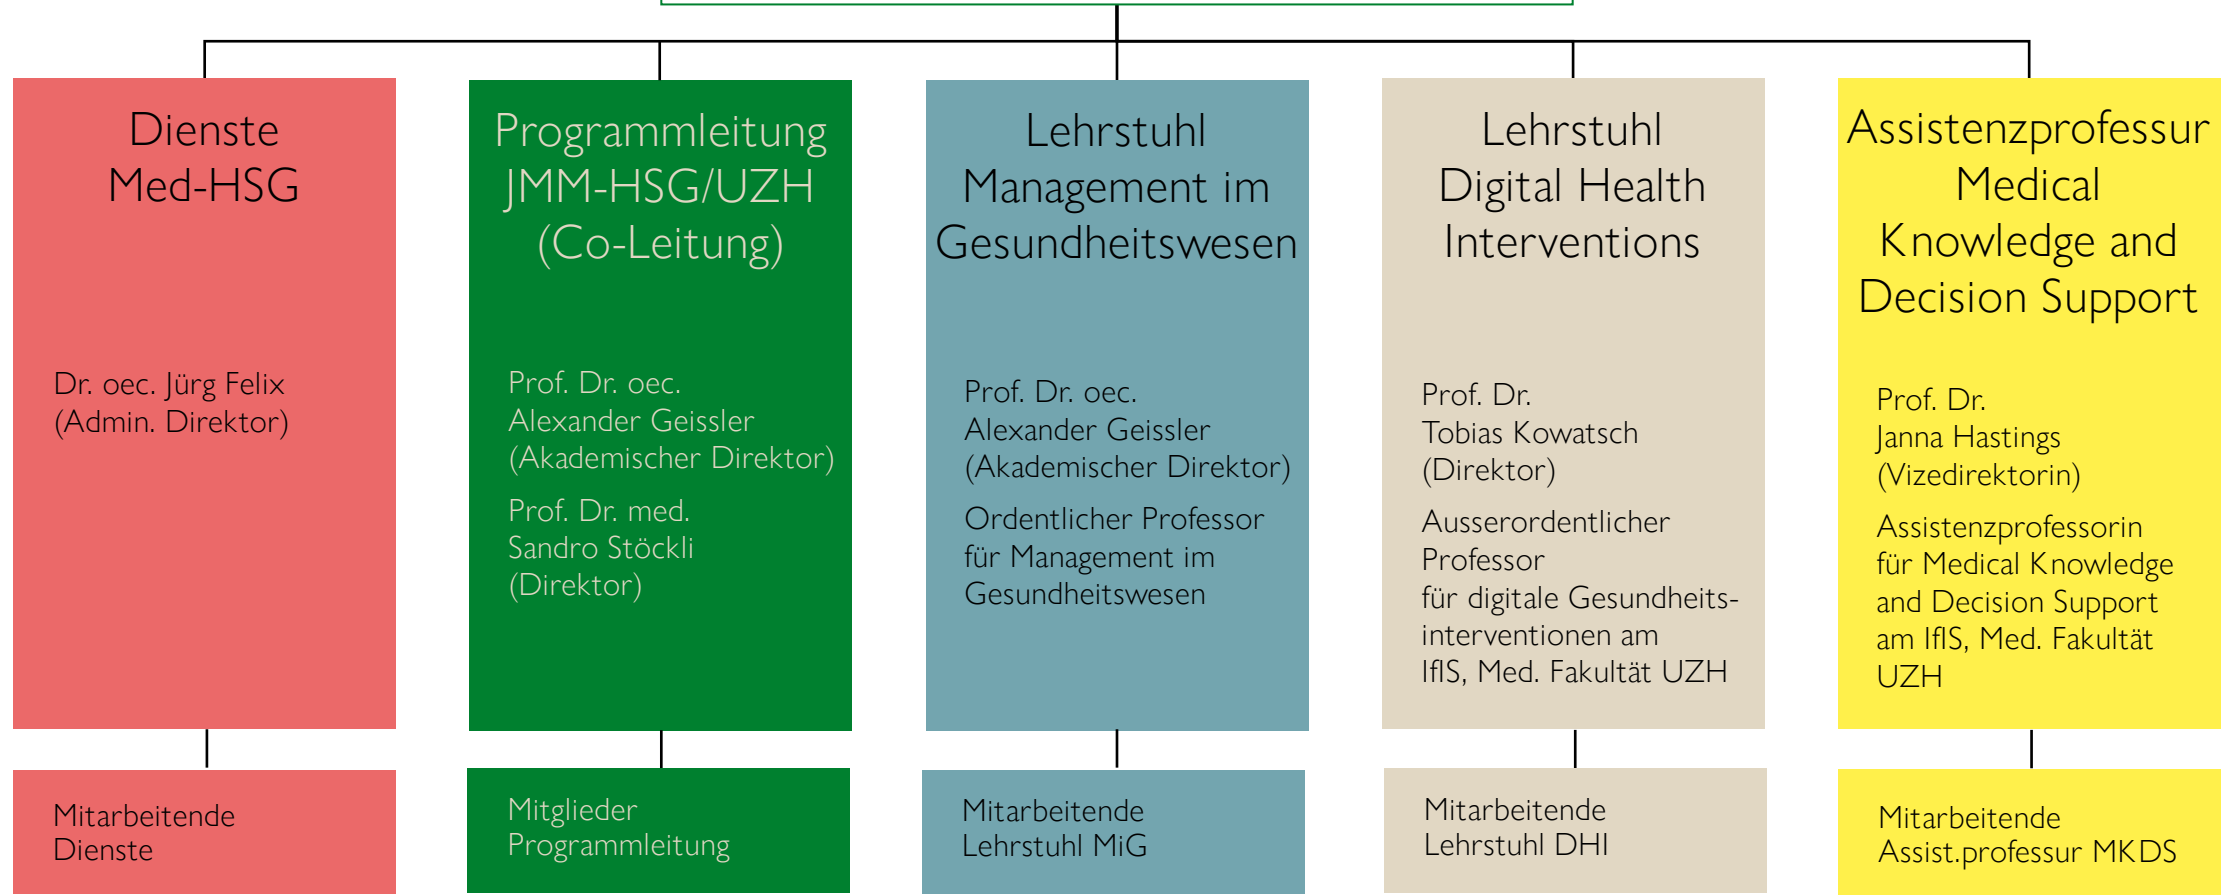 Dienste
Med-HSG
Dr. oec. Jürg Felix
(Admin. Direktor)
Mitarbeitende
Dienste
Programmleitung
JMM-HSG/UZH
(Co-Leitung)
Prof. Dr. oec.
Alexander Geissler
(Akademischer Direktor)
Prof. Dr. med.
Sandro Stöckli
(Direktor)
Mitglieder
Programmleitung
Lehrstuhl
Management im
Gesundheitswesen
Prof. Dr. oec.
Alexander Geissler
(Akademischer Direktor)
Ordentlicher Professor
für Management im
Gesundheitswesen
Mitarbeitende
Lehrstuhl MiG
Lehrstuhl
Digital Health
Interventions
Prof. Dr.
Tobias Kowatsch
(Direktor)
Ausserordentlicher
Professor
für digitale Gesundheits-
interventionen am
IfIS, Med. Fakultät UZH
Mitarbeitende
Lehrstuhl DHI
Assistenzprofessur
Medical
Knowledge and
Decision Support
Prof. Dr.
Janna Hastings
(Vizedirektorin)
Assistenzprofessorin
für Medical Knowledge
and Decision Support
am IfIS, Med. Fakultät
UZH
Mitarbeitende
Assist.professur MKDS